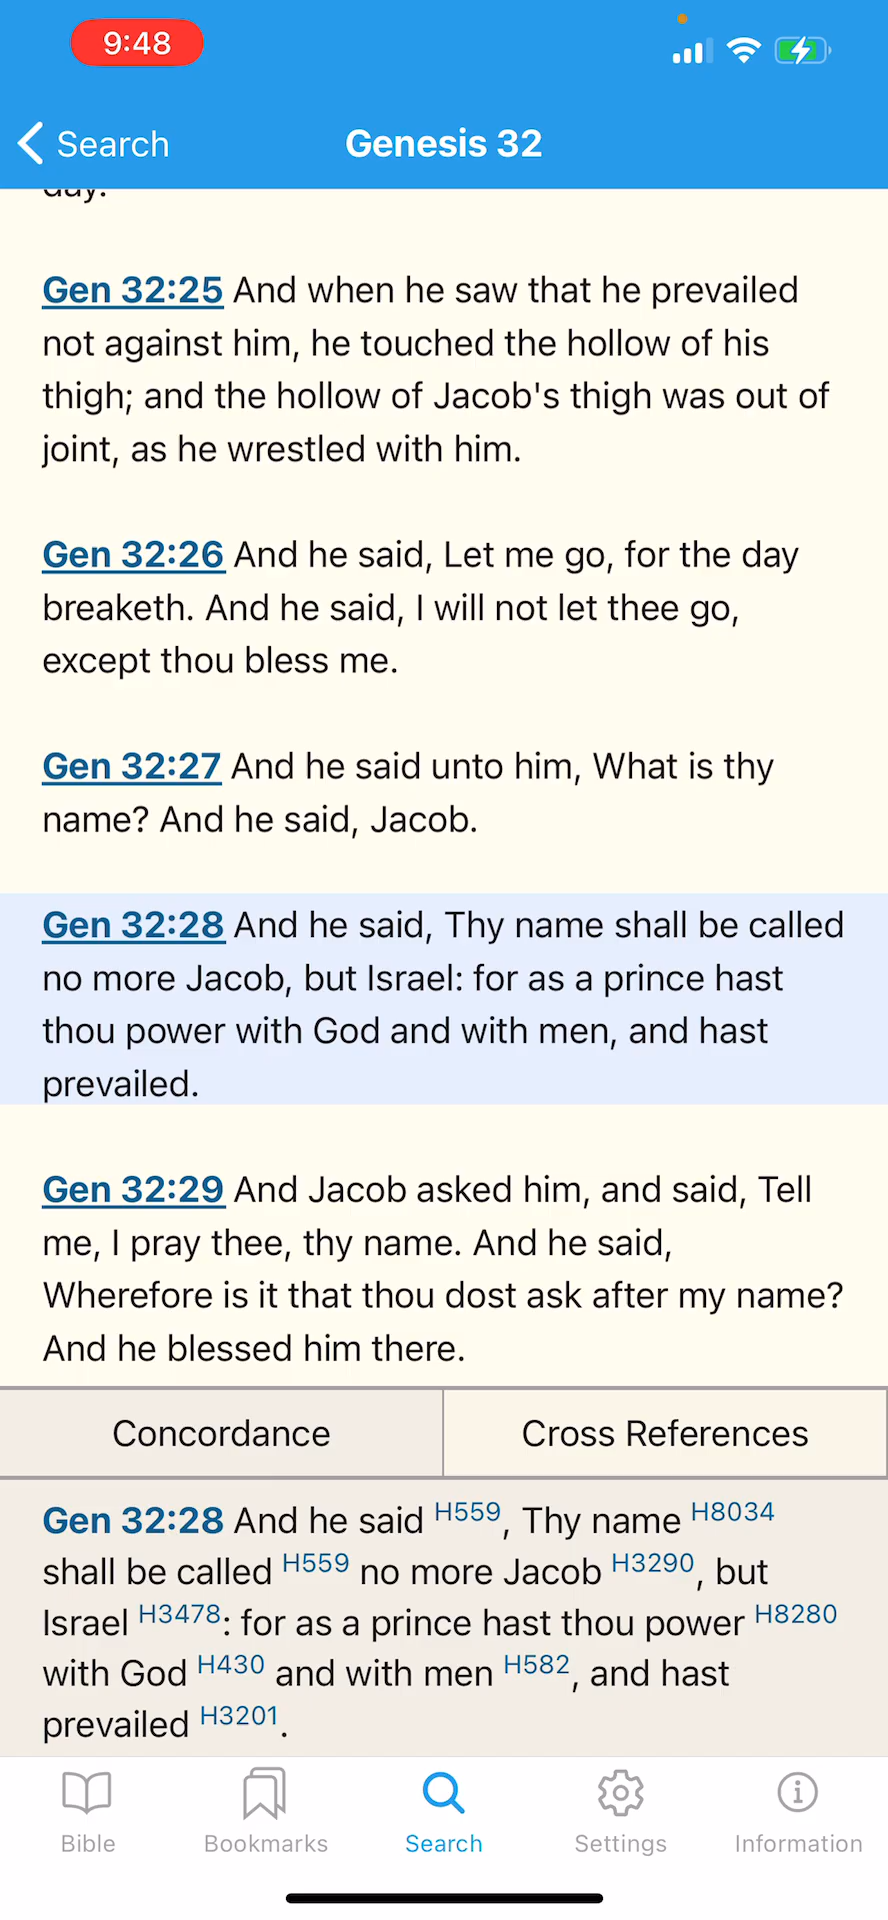 9:48
Search
Genesis 32
day.
Gen 32:25 And when he saw that he prevailed
not against him, he touched the hollow of his
thigh; and the hollow of Jacob's thigh was out of
joint, as he wrestled with him.
Gen 32:26 And he said, Let me go, for the day
breaketh. And he said, I will not let thee go,
except thou bless me.
Gen 32:27 And he said unto him, What is thy
name? And he said, Jacob.
Gen 32:28 And he said, Thy name shall be called
no more Jacob, but Israel: for as a prince hast
thou power with God and with men, and hast
prevailed.
Gen 32:29 And Jacob asked him, and said, Tell
me, I pray thee, thy name. And he said,
Wherefore is it that thou dost ask after my name?
And he blessed him there.
Concordance
Cross References
Gen 32:28 And he said H559, Thy name H8034
shall be called H559 no more Jacob H3290, but
Israel H3478: for as a prince hast thou power H8280
with God H430 and with men H582, and hast
prevailed H3201.
Bible
Bookmarks
Search
Settings
Information